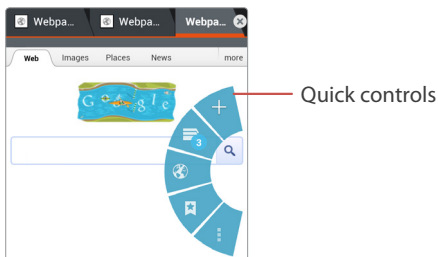 Webpa... Webpa... Webpa...
Web Images Places News more
Google
Quick controls
3